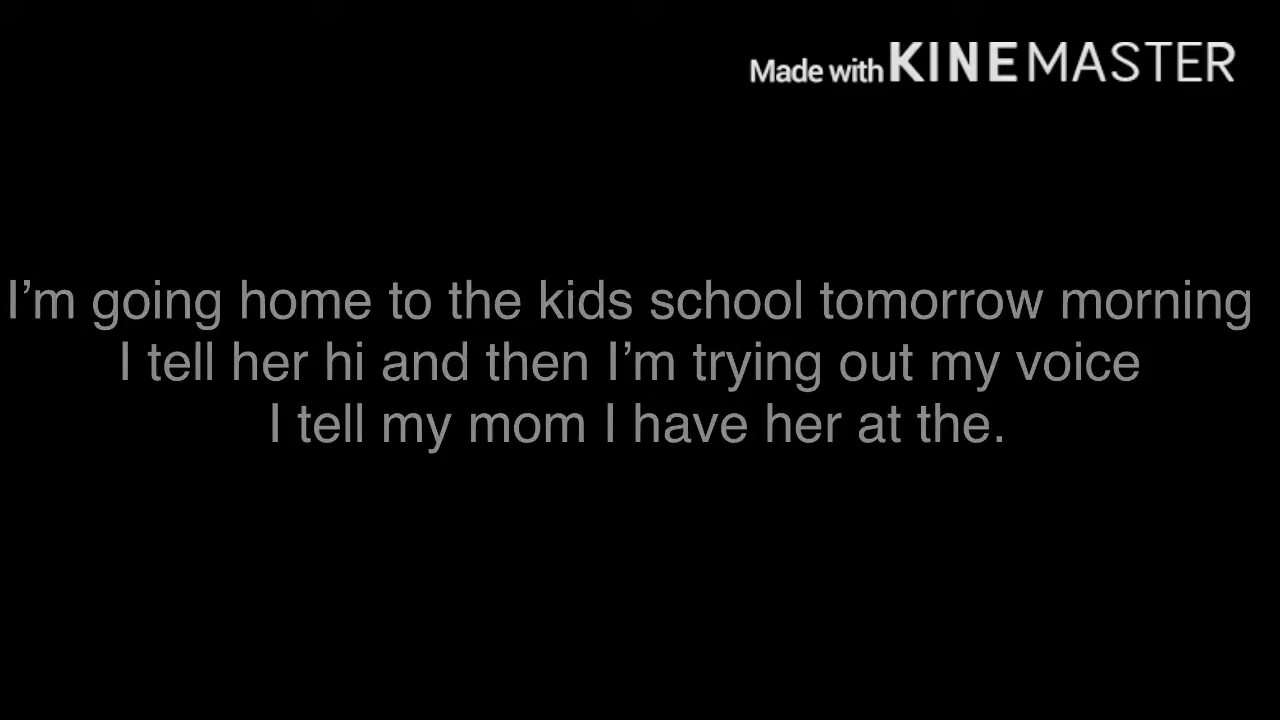 Made with KINEMASTER
I’m going home to the kids school tomorrow morning
I tell her hi and then I’m trying out my voice
I tell my mom I have her at the.